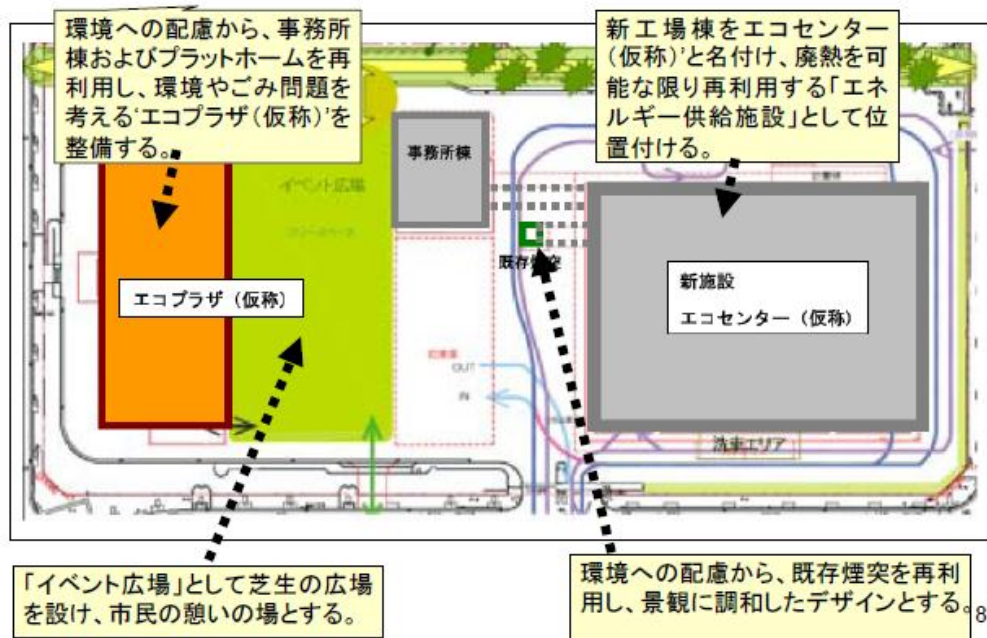 環境への配慮から、事務所
棟およびプラットホームを再
利用し、環境やごみ問題を
考える‘エコプラザ(仮称)’を
整備する。
新工場棟をエコセンター
(仮称)’と名付け、廃熱を可
能な限り再利用する「エネ
ルギー供給施設」として位
置付ける。
事務所棟
イベント広場
既存煙突
エコプラザ（仮称）
新施設
エコセンター（仮称）
OUT
IN
洗車エリア
「イベント広場」として芝生の広場
を設け、市民の憩いの場とする。
環境への配慮から、既存煙突を再利
用し、景観に調和したデザインとする。
8